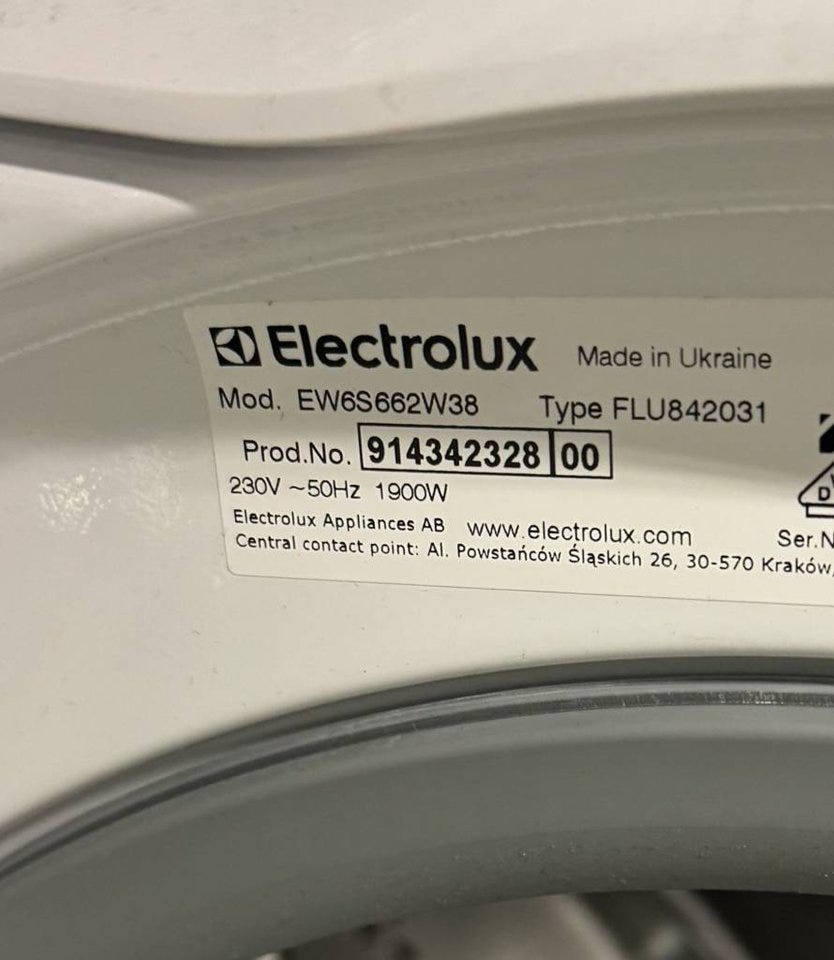 Electrolux Made in Ukraine
Mod. EW6S662W38 Type FLU842031
Prod.No. 914342328 00
230V ~50Hz 1900W
Electrolux Appliances AB www.electrolux.com Ser.N
Central contact point: Al. Powstańców Śląskich 26, 30-570 Kraków,